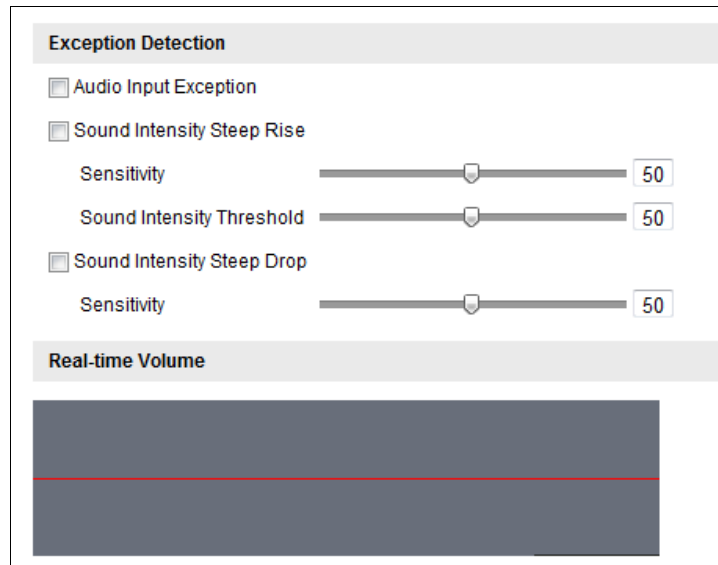 Exception Detection
Audio Input Exception
Sound Intensity Steep Rise
Sensitivity 50
Sound Intensity Threshold 50
Sound Intensity Steep Drop
Sensitivity 50
Real-time Volume